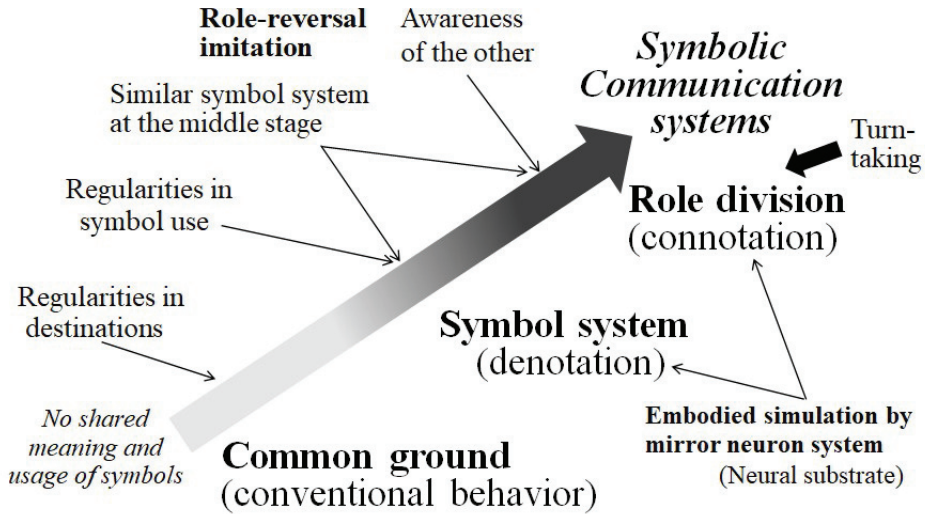 Role-reversal
imitation
Awareness
of the other
Symbolic
Communication
systems
Similar symbol system
at the middle stage
Turn-
taking
Regularities in
symbol use
Role division
(connotation)
Regularities in
destinations
Symbol system
(denotation)
No shared
meaning and
usage of symbols
Embodied simulation by
mirror neuron system
(Neural substrate)
Common ground
(conventional behavior)